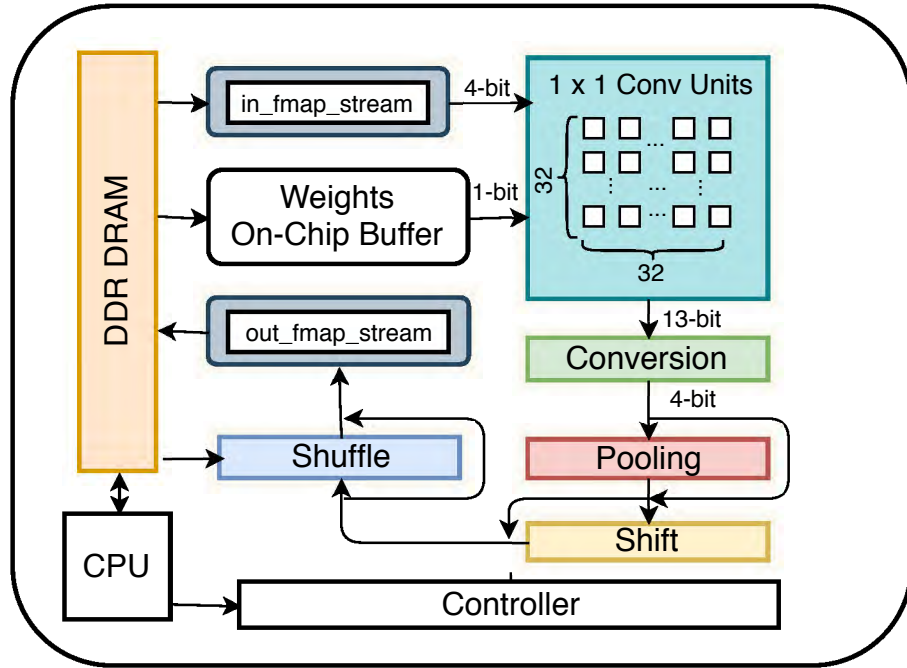 in_fmap_stream
4-bit
1 x 1 Conv Units
...
32
... ... ...
...
32
DDR DRAM
Weights
On-Chip Buffer
1-bit
out_fmap_stream
13-bit
Conversion
4-bit
Shuffle
Pooling
Shift
CPU
Controller